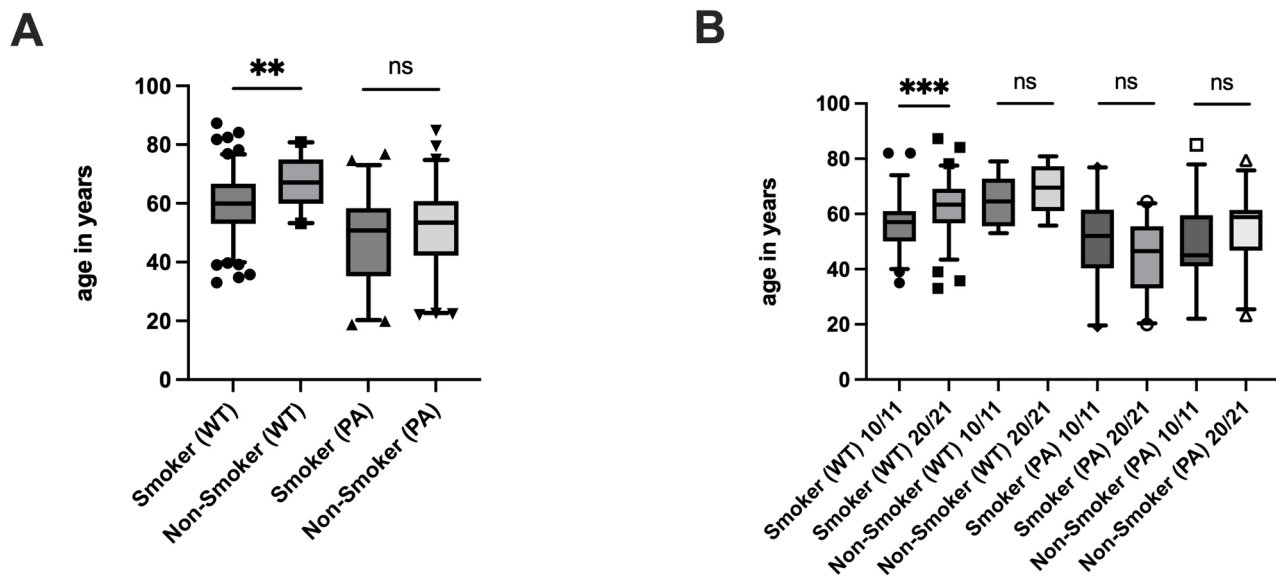 A
B
** ns
100
80
60
40
20
0
age in years
Smoker (WT)
Non-Smoker (WT)
Smoker (PA)
Non-Smoker (PA)
*** ns ns ns
100
80
60
40
20
0
age in years
Smoker (WT) 10/11
Smoker (WT) 20/21
Non-Smoker (WT) 10/11
Non-Smoker (WT) 20/21
Smoker (PA) 10/11
Smoker (PA) 20/21
Non-Smoker (PA) 10/11
Non-Smoker (PA) 20/21